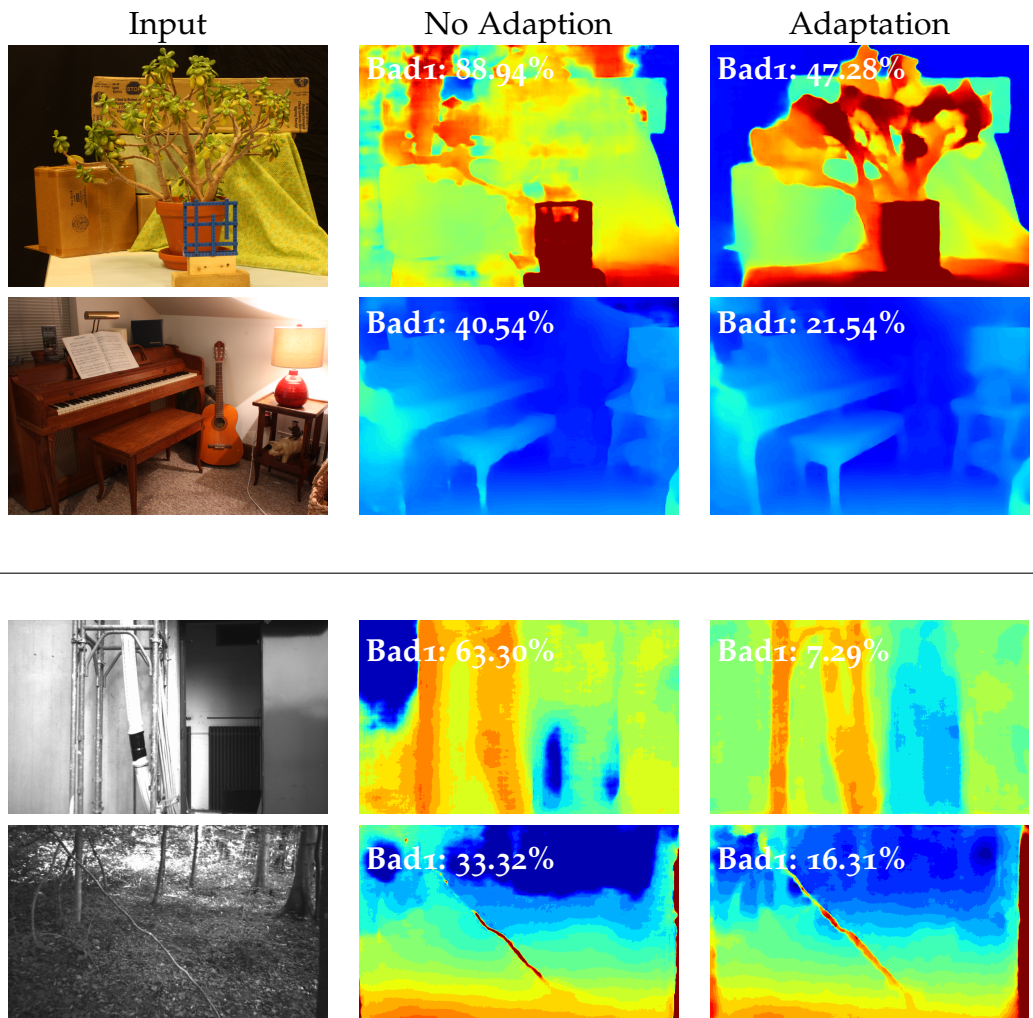 Input No Adaption Adaptation
Bad1: 88.94% Bad1: 47.28%
Bad1: 40.54% Bad1: 21.54%
Bad1: 63.30% Bad1: 7.29%
Bad1: 33.32% Bad1: 16.31%